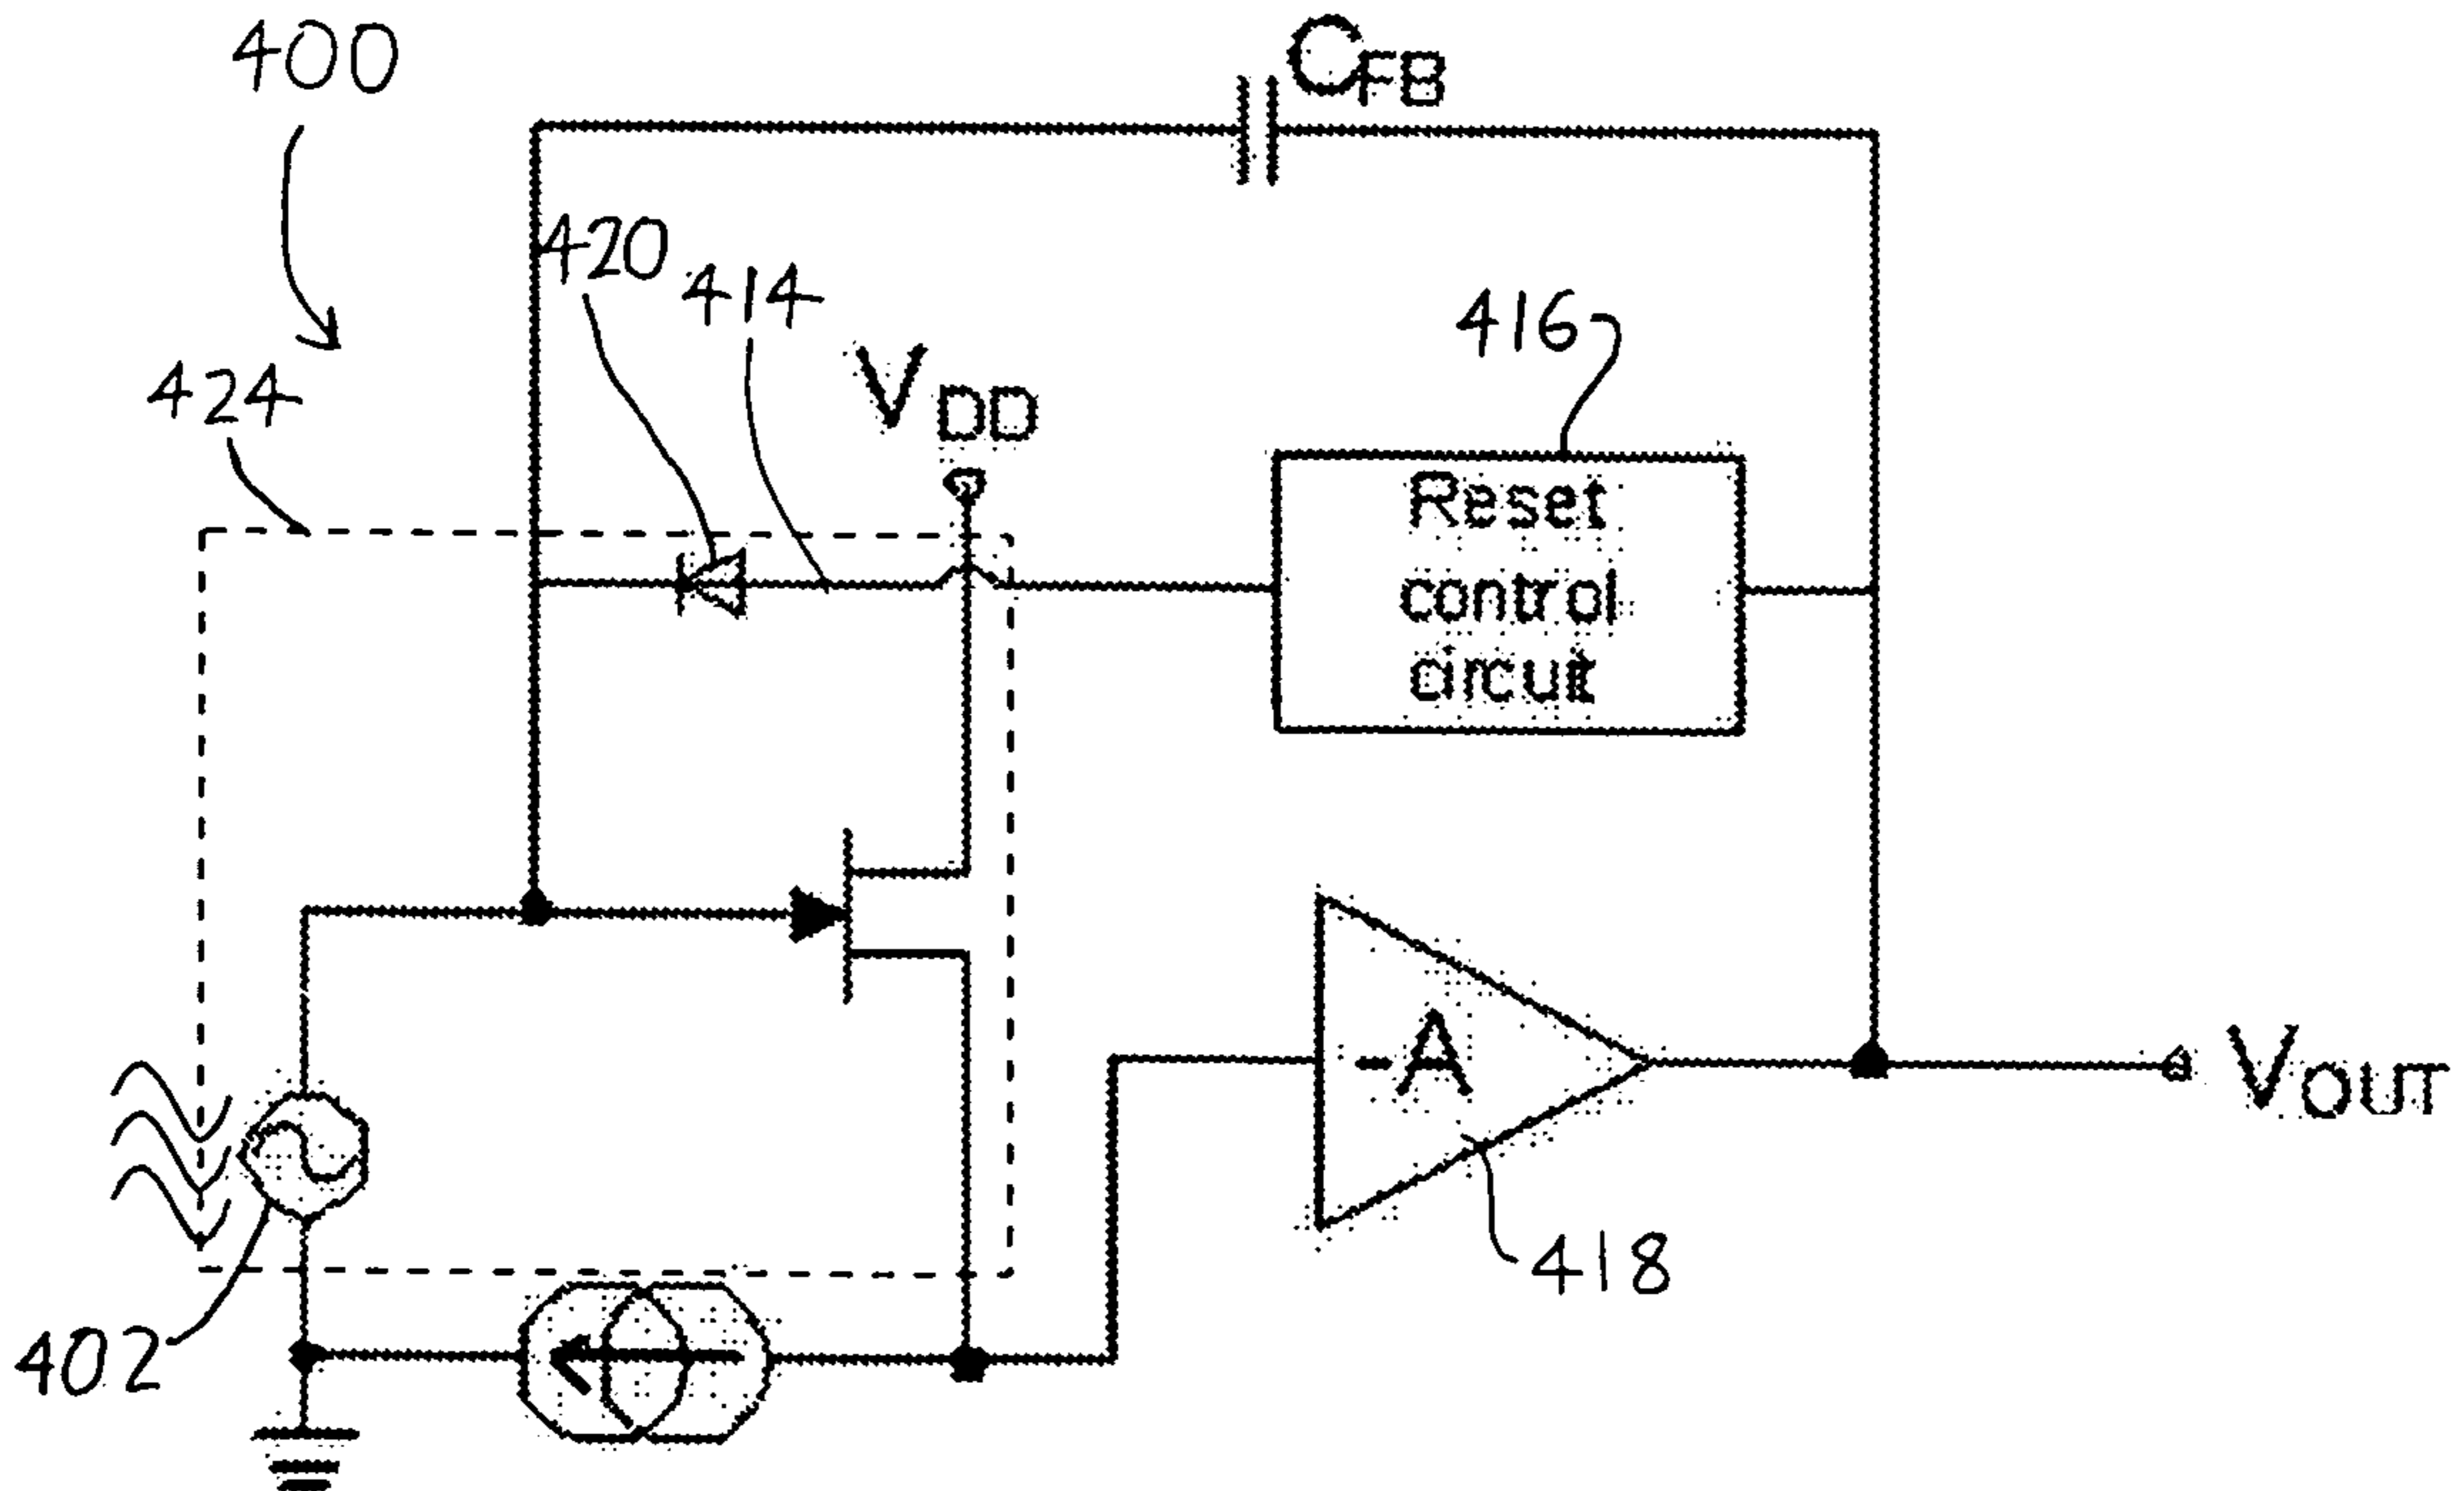 400
CFB
420
414
416
VDD
424
Reset
control
circuit
-A
VOUT
418
402